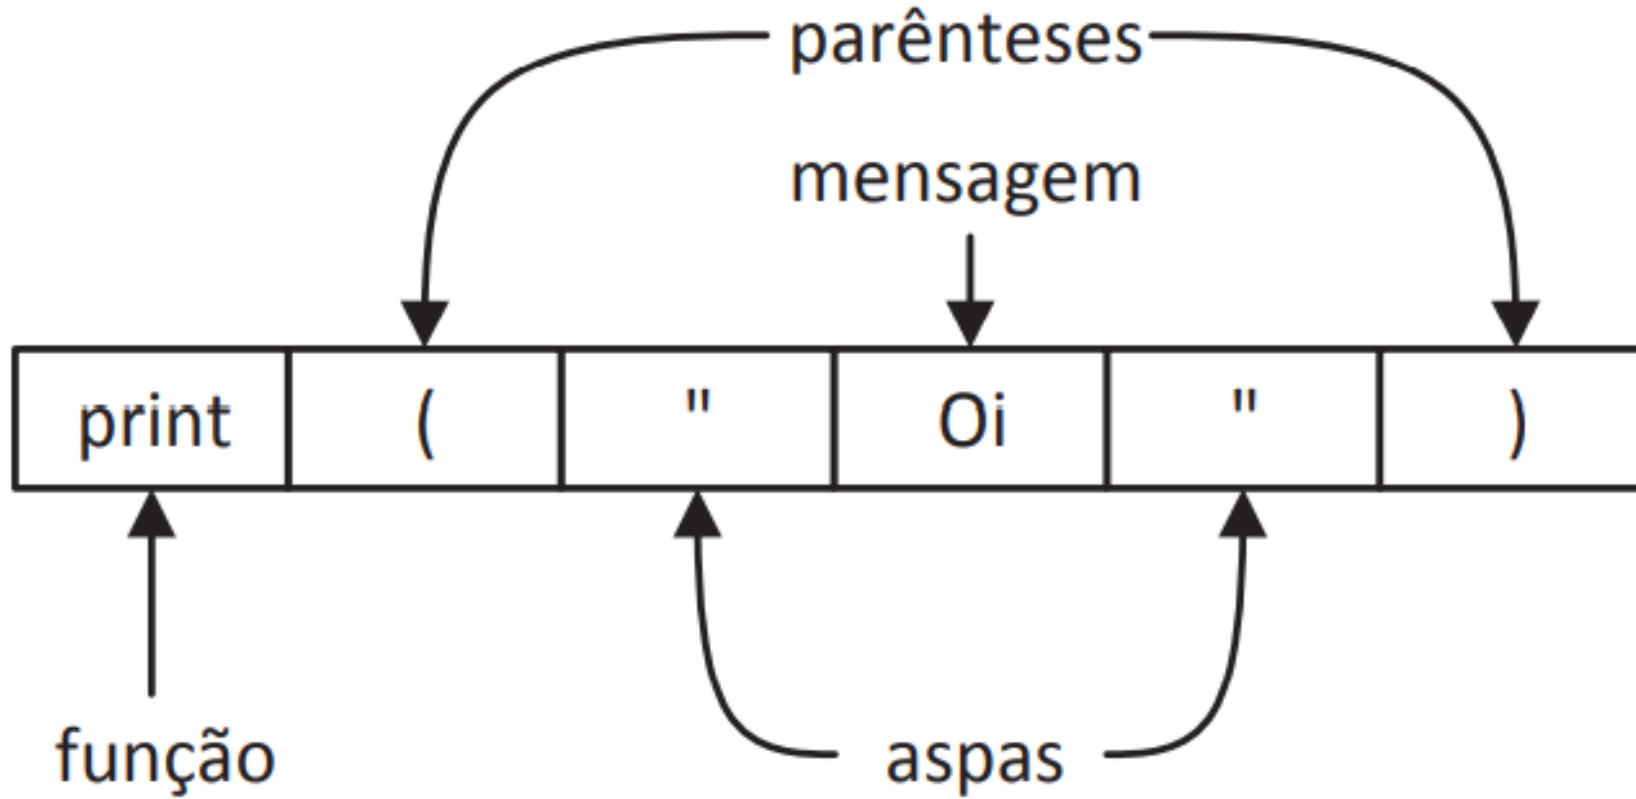 parênteses
mensagem
print ( " Oi " )
função aspas